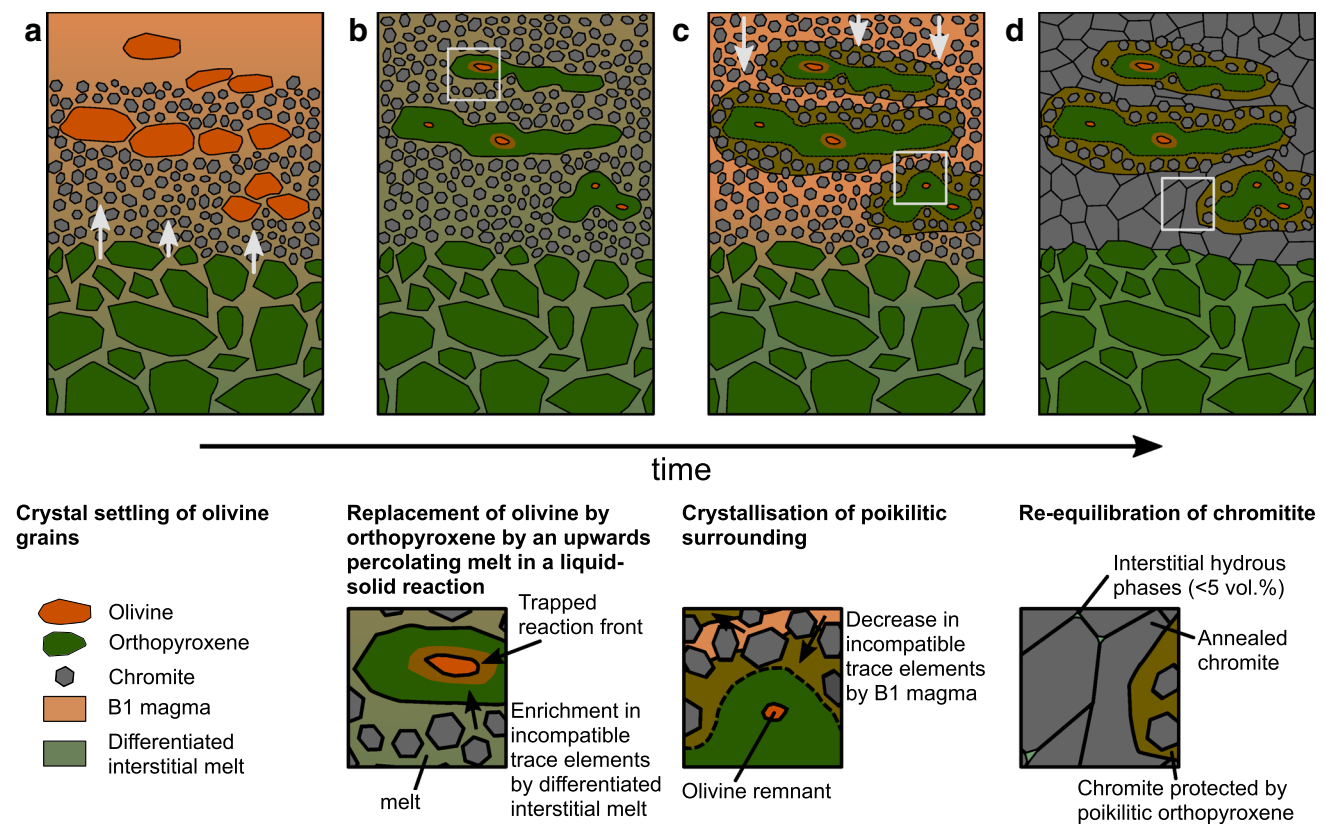 a
b
c
d
time
Crystal settling of olivine
grains
Olivine
Orthopyroxene
Chromite
B1 magma
Differentiated
interstitial melt
Replacement of olivine by
orthopyroxene by an upwards
percolating melt in a liquid-
solid reaction
Trapped
reaction front
Enrichment in
incompatible
trace elements
by differentiated
interstitial melt
melt
Crystallisation of poikilitic
surrounding
Decrease in
incompatible
trace elements
by B1 magma
Olivine remnant
Re-equilibration of chromitite
Interstitial hydrous
phases (<5 vol.%)
Annealed
chromite
Chromite protected by
poikilitic orthopyroxene